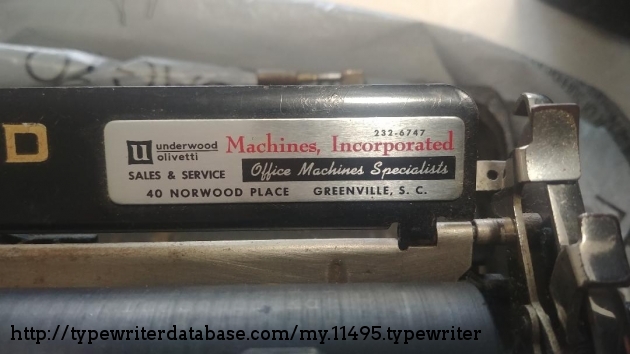 D
232-6747
u underwood Machines, Incorporated
olivetti
SALES & SERVICE Office Machines Specialists
40 NORWOOD PLACE GREENVILLE, S. C.
http://typewriterdatabase.com/my.11495.typewriter